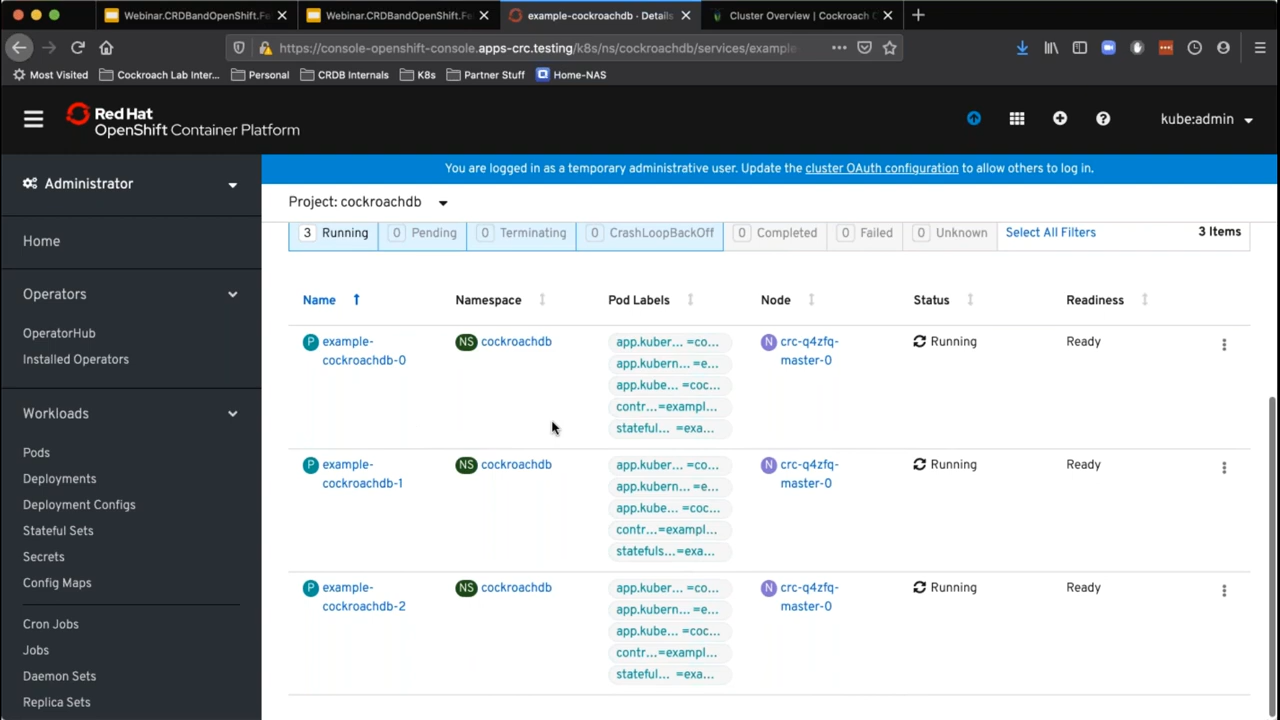 Webinar.CRDBandOpenShift.Fe
Webinar.CRDBandOpenShift.Fe
example-cockroachdb · Details
Cluster Overview | Cockroach C
https://console-openshift-console.apps-crc.testing/k8s/ns/cockroachdb/services/example-
Most Visited
Cockroach Lab Inter...
Personal
CRDB Internals
K8s
Partner Stuff
Home-NAS
Red Hat
OpenShift Container Platform
kube:admin
You are logged in as a temporary administrative user. Update the cluster OAuth configuration to allow others to log in.
Administrator
Home
Operators
OperatorHub
Installed Operators
Workloads
Pods
Deployments
Deployment Configs
Stateful Sets
Secrets
Config Maps
Cron Jobs
Jobs
Daemon Sets
Replica Sets
Project: cockroachdb
3 Running
0 Pending
0 Terminating
0 CrashLoopBackOff
0 Completed
0 Failed
0 Unknown
Select All Filters
3 Items
Name
Namespace
Pod Labels
Node
Status
Readiness
P example-
cockroachdb-0
NS cockroachdb
app.kuber... =co...
app.kubern... =e...
app.kube... =coc...
contr...=exampl...
stateful... =exa...
N crc-q4zfq-
master-0
Running
Ready
P example-
cockroachdb-1
NS cockroachdb
app.kuber... =co...
app.kubern... =e...
app.kube... =coc...
contr...=exampl...
statefuls...=exa...
N crc-q4zfq-
master-0
Running
Ready
P example-
cockroachdb-2
NS cockroachdb
app.kuber... =co...
app.kubern... =e...
app.kube... =coc...
contr...=exampl...
stateful... =exa...
N crc-q4zfq-
master-0
Running
Ready